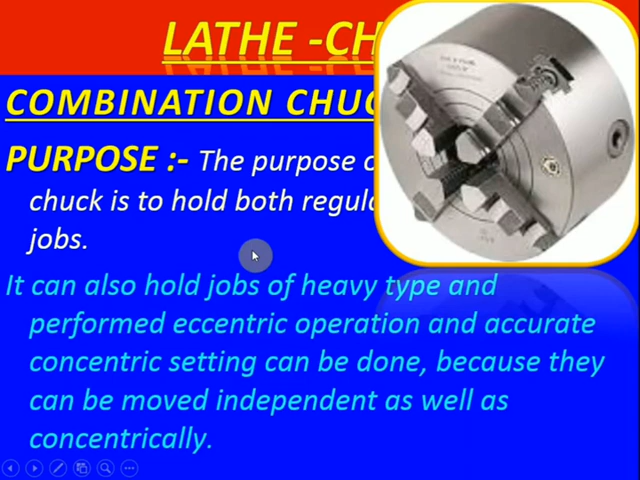 LATHE -CH
COMBINATION CHUC
PURPOSE :- The purpose o
chuck is to hold both regula
jobs.
It can also hold jobs of heavy type and
performed eccentric operation and accurate
concentric setting can be done, because they
can be moved independent as well as
concentrically.